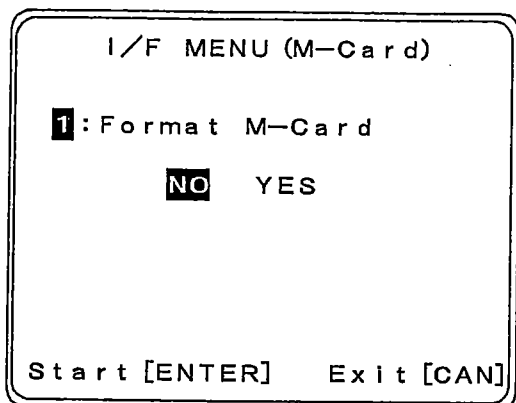 I/F MENU (M-Card)
1:Format M-Card
NO YES
Start[ENTER] Exit[CAN]